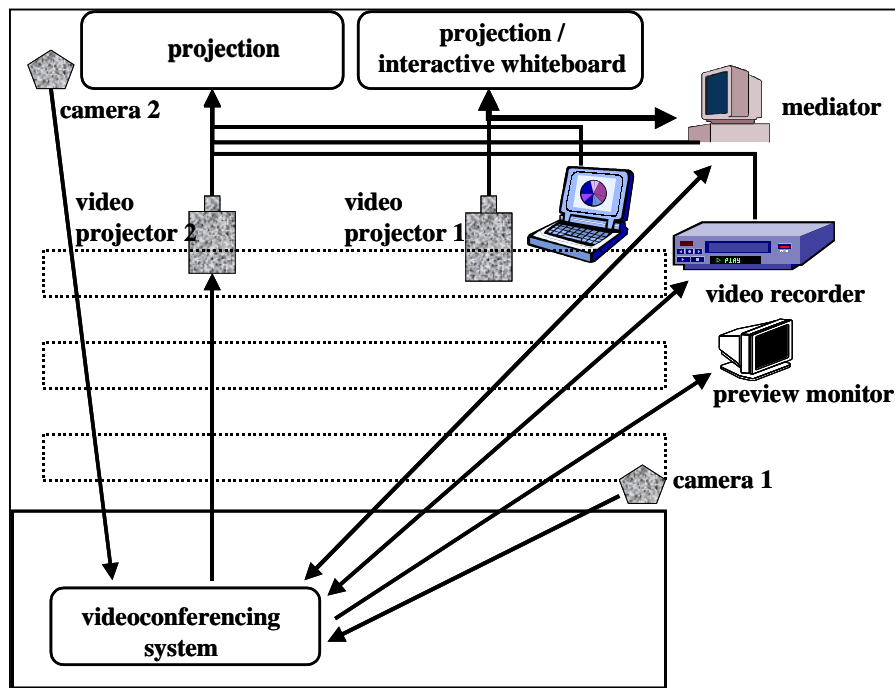 projection
projection /
interactive whiteboard
camera 2
mediator
video
projector 2
video
projector 1
▷ PLAY
video recorder
preview monitor
camera 1
videoconferencing
system